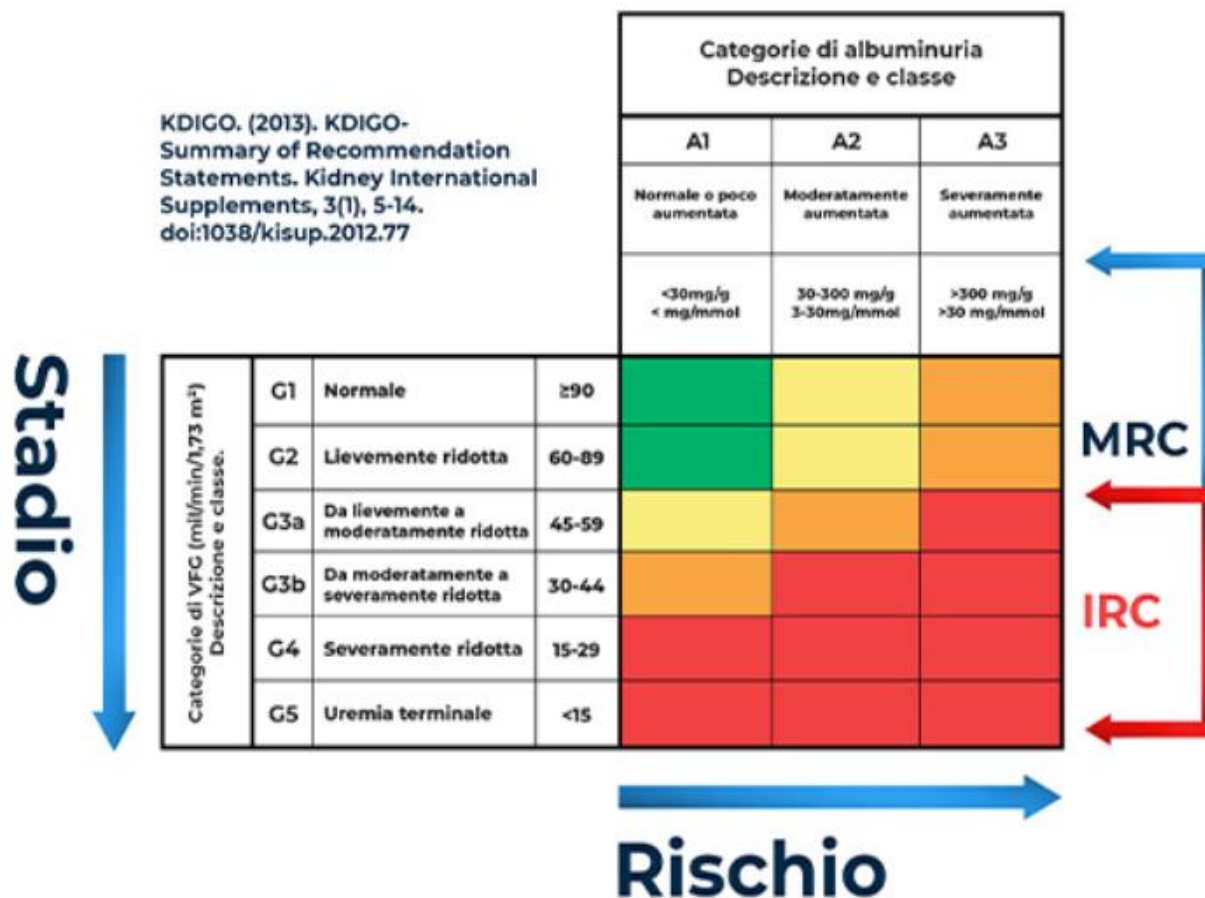 KDIGO. (2013). KDIGO-
Summary of Recommendation
Statements. Kidney International
Supplements, 3(1), 5-14.
doi:1038/kisup.2012.77
Categorie di albuminuria
Descrizione e classe
A1
A2
A3
Normale o poco
aumentata
Moderatamente
aumentata
Severamente
aumentata
<30mg/g
< mg/mmol
30-300 mg/g
3-30mg/mmol
>300 mg/g
>30 mg/mmol
Stadio
Categorie di VFG (mil/min/1,73 m²)
Descrizione e classe.
G1
Normale
≥90
G2
Lievemente ridotta
60-89
G3a
Da lievemente a
moderatamente ridotta
45-59
G3b
Da moderatamente a
severamente ridotta
30-44
G4
Severamente ridotta
15-29
G5
Uremia terminale
<15
MRC
IRC
Rischio